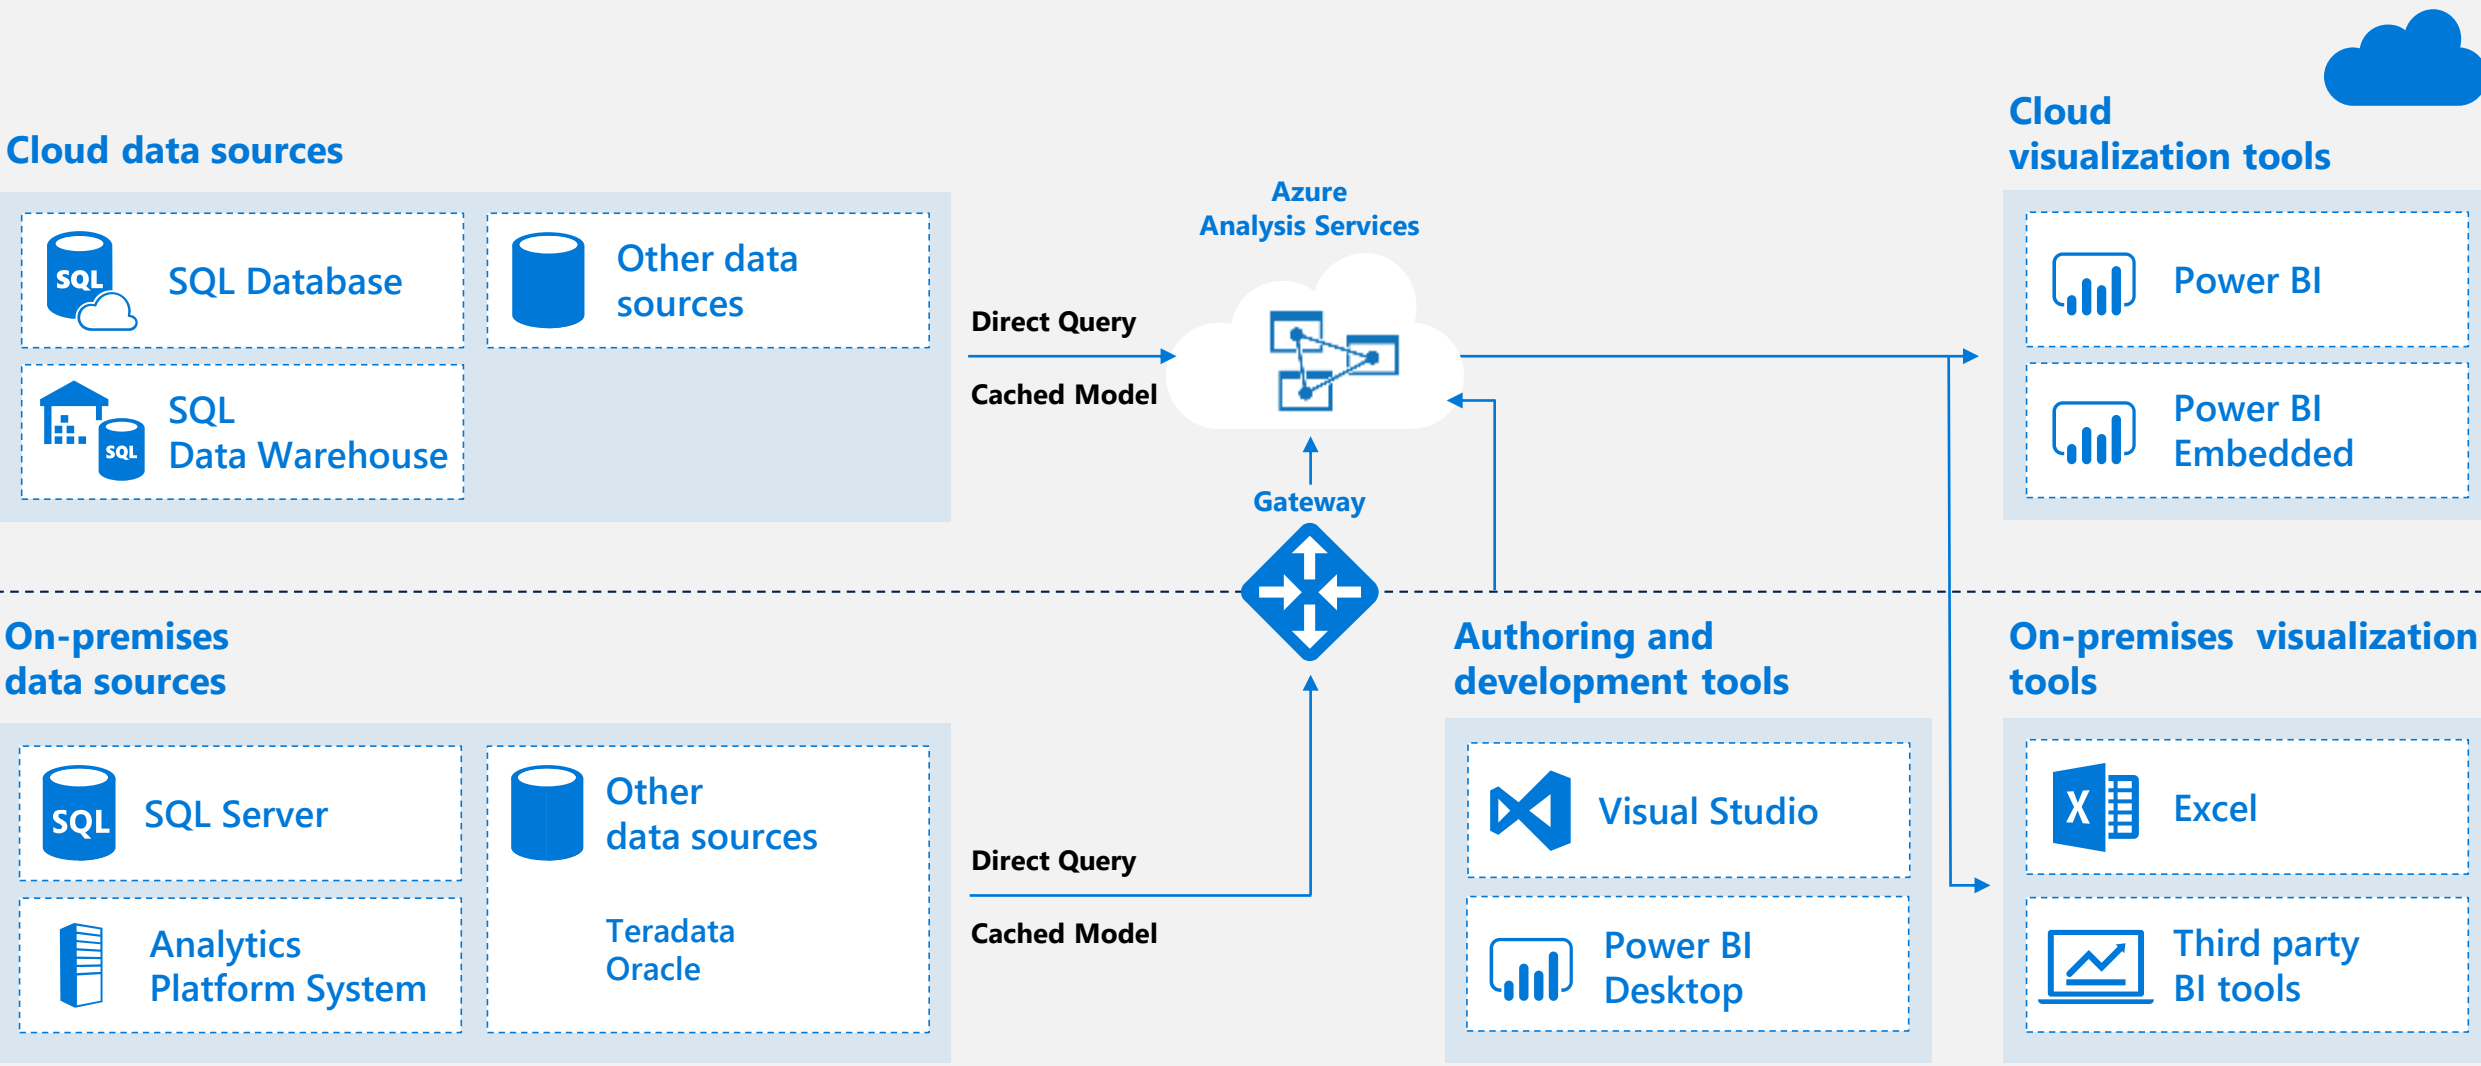 Cloud data sources
SQL
SQL Database
Other data
sources
SQL
SQL
Data Warehouse
Direct Query
Cached Model
Azure
Analysis Services
Gateway
Cloud
visualization tools
Power BI
Power BI
Embedded
On-premises
data sources
SQL
SQL Server
Analytics
Platform System
Other
data sources
Teradata
Oracle
Direct Query
Cached Model
Authoring and
development tools
Visual Studio
Power BI
Desktop
On-premises visualization
tools
X
Excel
Third party
BI tools